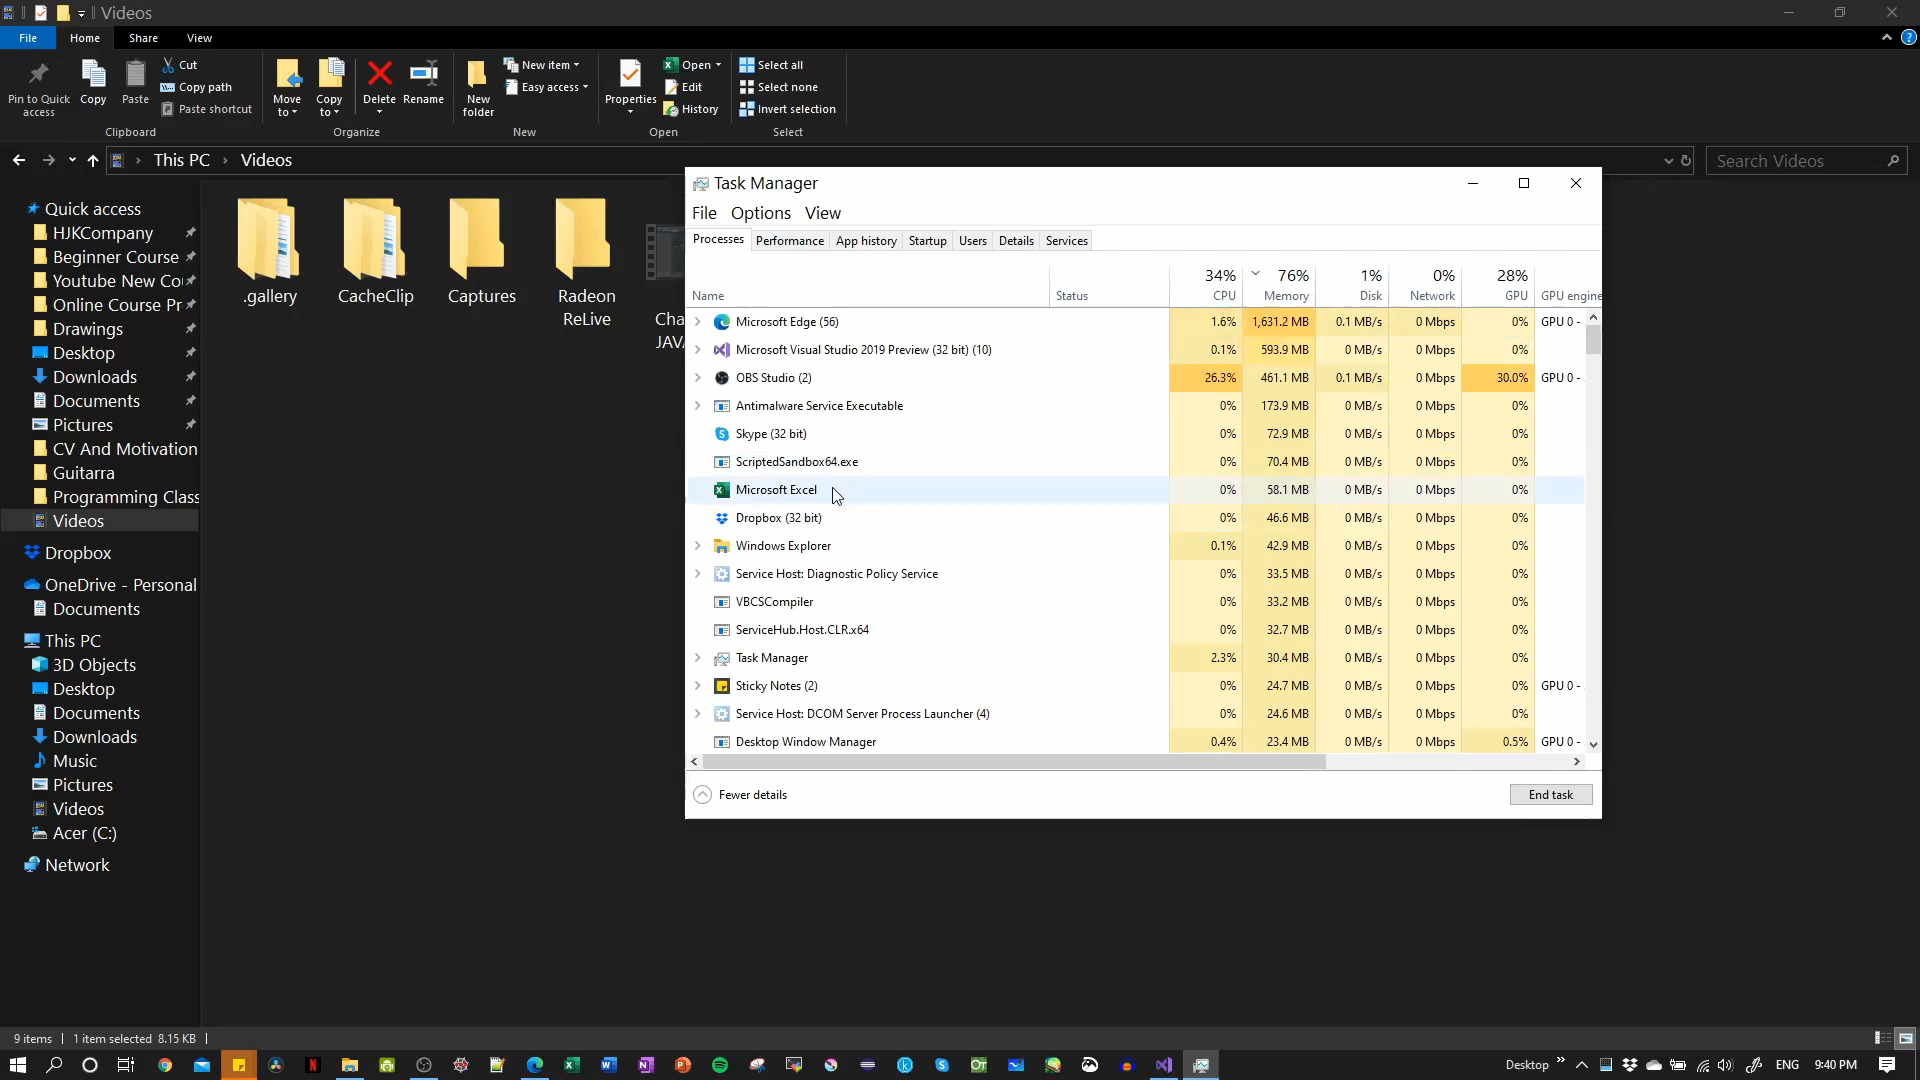 Videos
File Home Share View
Pin to Quick access
Copy
Paste
Cut
Copy path
Paste shortcut
Clipboard
Move to
Copy to
Delete
Rename
Organize
New folder
New item
Easy access
New
Properties
Open
Edit
History
Open
Select all
Select none
Invert selection
Select
This PC › Videos
Search Videos
Quick access
HJKCompany
Beginner Course
Youtube New Co
Online Course Pr
Drawings
Desktop
Downloads
Documents
Pictures
CV And Motivation
Guitarra
Programming Class
Videos
Dropbox
OneDrive - Personal
Documents
This PC
3D Objects
Desktop
Documents
Downloads
Music
Pictures
Videos
Acer (C:)
Network
.gallery
CacheClip
Captures
Radeon ReLive
Cha
JAV
Task Manager
File Options View
Processes Performance App history Startup Users Details Services
34% 76% 1% 0% 28%
Name Status CPU Memory Disk Network GPU GPU engine
Microsoft Edge (56) 1.6% 1,631.2 MB 0.1 MB/s 0 Mbps 0% GPU 0 -
Microsoft Visual Studio 2019 Preview (32 bit) (10) 0.1% 593.9 MB 0 MB/s 0 Mbps 0%
OBS Studio (2) 26.3% 461.1 MB 0.1 MB/s 0 Mbps 30.0% GPU 0 -
Antimalware Service Executable 0% 173.9 MB 0 MB/s 0 Mbps 0%
Skype (32 bit) 0% 72.9 MB 0 MB/s 0 Mbps 0%
ScriptedSandbox64.exe 0% 70.4 MB 0 MB/s 0 Mbps 0%
Microsoft Excel 0% 58.1 MB 0 MB/s 0 Mbps 0%
Dropbox (32 bit) 0% 46.6 MB 0 MB/s 0 Mbps 0%
Windows Explorer 0.1% 42.9 MB 0 MB/s 0 Mbps 0%
Service Host: Diagnostic Policy Service 0% 33.5 MB 0 MB/s 0 Mbps 0%
VBCSCompiler 0% 33.2 MB 0 MB/s 0 Mbps 0%
ServiceHub.Host.CLR.x64 0% 32.7 MB 0 MB/s 0 Mbps 0%
Task Manager 2.3% 30.4 MB 0 MB/s 0 Mbps 0%
Sticky Notes (2) 0% 24.7 MB 0 MB/s 0 Mbps 0% GPU 0 -
Service Host: DCOM Server Process Launcher (4) 0% 24.6 MB 0 MB/s 0 Mbps 0%
Desktop Window Manager 0.4% 23.4 MB 0 MB/s 0 Mbps 0.5% GPU 0 -
Fewer details
End task
9 items 1 item selected 8.15 KB
Desktop ENG 9:40 PM